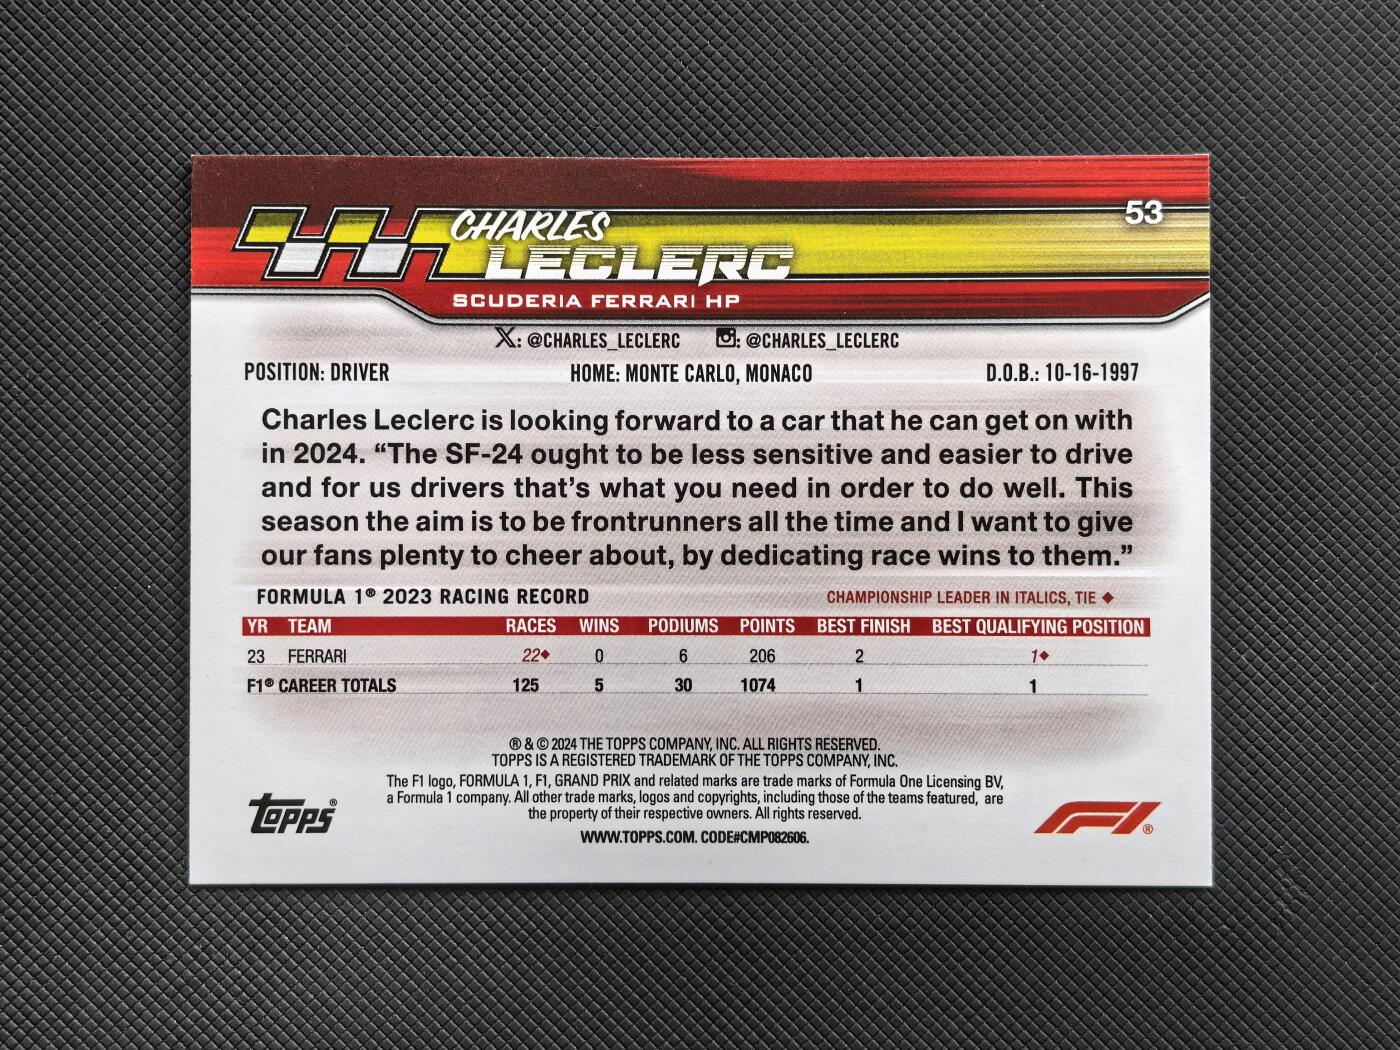 53
CHARLES
LECLERC
SCUDERIA FERRARI HP
X: @CHARLES_LECLERC : @CHARLES_LECLERC
POSITION: DRIVER HOME: MONTE CARLO, MONACO D.O.B.: 10-16-1997
Charles Leclerc is looking forward to a car that he can get on with
in 2024. “The SF-24 ought to be less sensitive and easier to drive
and for us drivers that’s what you need in order to do well. This
season the aim is to be frontrunners all the time and I want to give
our fans plenty to cheer about, by dedicating race wins to them.”
FORMULA 1® 2023 RACING RECORD CHAMPIONSHIP LEADER IN ITALICS, TIE ◆
YR TEAM RACES WINS PODIUMS POINTS BEST FINISH BEST QUALIFYING POSITION
23 FERRARI 22◆ 0 6 206 2 1◆
F1® CAREER TOTALS 125 5 30 1074 1 1
® & © 2024 THE TOPPS COMPANY, INC. ALL RIGHTS RESERVED.
TOPPS IS A REGISTERED TRADEMARK OF THE TOPPS COMPANY, INC.
The F1 logo, FORMULA 1, F1, GRAND PRIX and related marks are trade marks of Formula One Licensing BV,
a Formula 1 company. All other trade marks, logos and copyrights, including those of the teams featured, are
the property of their respective owners. All rights reserved.
WWW.TOPPS.COM. CODE#CMP082606.
topps®
F1®